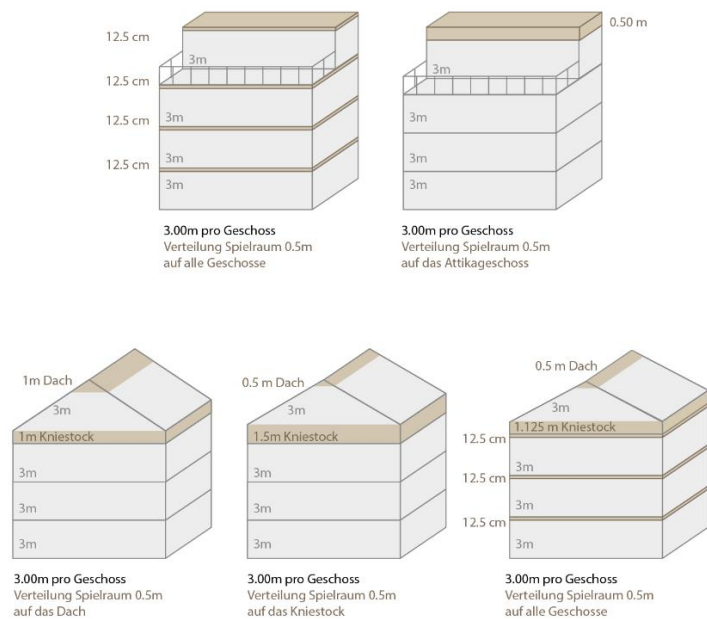 12.5 cm
3m
12.5 cm
3m
12.5 cm
3m
12.5 cm
3m
3.00m pro Geschoss
Verteilung Spielraum 0.5m
auf alle Geschosse
0.50 m
3m
3m
3m
3m
3.00m pro Geschoss
Verteilung Spielraum 0.5m
auf das Attikageschoss
1m Dach
3m
1m Kniestock
3m
3m
3m
3.00m pro Geschoss
Verteilung Spielraum 0.5m
auf das Dach
0.5 m Dach
3m
1.5m Kniestock
3m
3m
3m
3.00m pro Geschoss
Verteilung Spielraum 0.5m
auf das Kniestock
0.5 m Dach
3m
1.125 m Kniestock
12.5 cm
3m
12.5 cm
3m
12.5 cm
3m
3.00m pro Geschoss
Verteilung Spielraum 0.5m
auf alle Geschosse